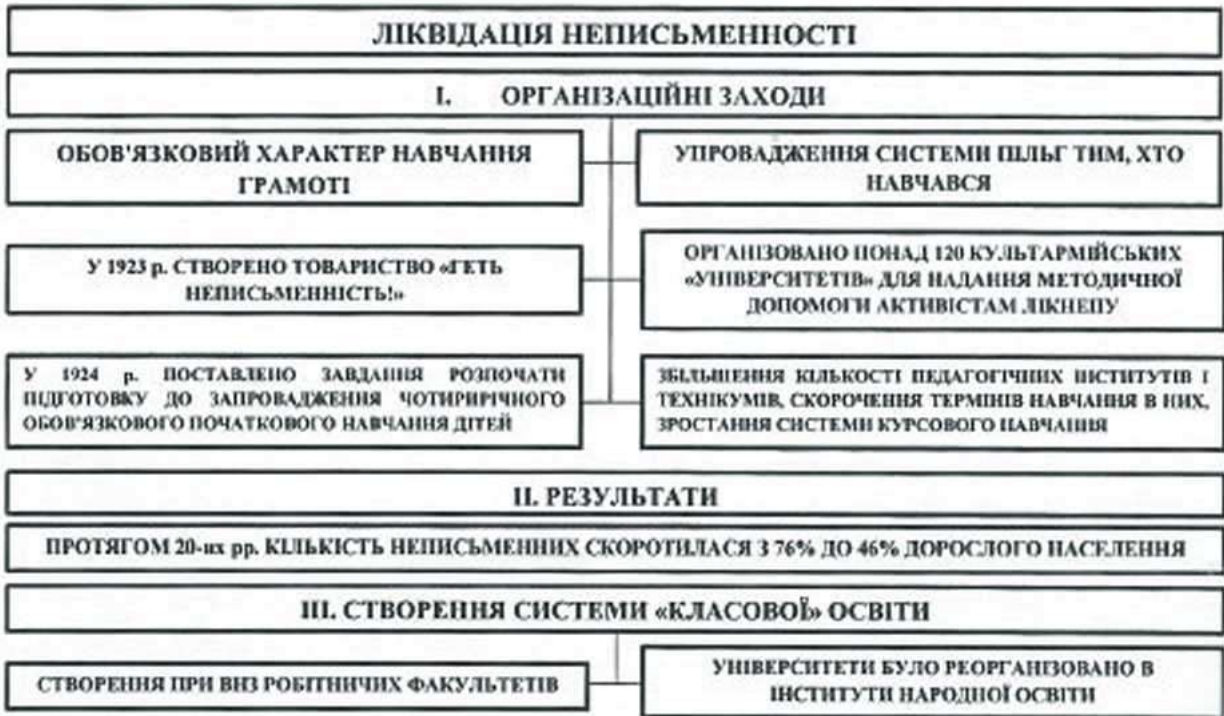 ЛІКВІДАЦІЯ НЕПИСЬМЕННОСТІ
І. ОРГАНІЗАЦІЙНІ ЗАХОДИ
ОБОВ'ЯЗКОВИЙ ХАРАКТЕР НАВЧАННЯ
ГРАМОТІ
УПРОВАДЖЕННЯ СИСТЕМИ ПІЛЬГ ТИМ, ХТО
НАВЧАВСЯ
У 1923 р. СТВОРЕНО ТОВАРИСТВО «ГЕТЬ
НЕПИСЬМЕННІСТЬ!»
ОРГАНІЗОВАНО ПОНАД 120 КУЛЬТАРМІЙСЬКИХ
«УНІВЕРСИТЕТІВ» ДЛЯ НАДАННЯ МЕТОДИЧНОЇ
ДОПОМОГИ АКТИВІСТАМ ЛІКНЕПУ
У 1924 р. ПОСТАВЛЕНО ЗАВДАННЯ РОЗПОЧАТИ
ПІДГОТОВКУ ДО ЗАПРОВАДЖЕННЯ ЧОТИРИРІЧНОГО
ОБОВ'ЯЗКОВОГО ПОЧАТКОВОГО НАВЧАННЯ ДІТЕЙ
ЗБІЛЬШЕННЯ КІЛЬКОСТІ ПЕДАГОГІЧНИХ ІНСТИТУТІВ І
ТЕХНІКУМІВ, СКОРОЧЕННЯ ТЕРМІНІВ НАВЧАННЯ В НИХ,
ЗРОСТАННЯ СИСТЕМИ КУРСОВОГО НАВЧАННЯ
ІІ. РЕЗУЛЬТАТИ
ПРОТЯГОМ 20-их рр. КІЛЬКІСТЬ НЕПИСЬМЕННИХ СКОРОТИЛАСЯ З 76% ДО 46% ДОРОСЛОГО НАСЕЛЕННЯ
ІІІ. СТВОРЕННЯ СИСТЕМИ «КЛАСОВОЇ» ОСВІТИ
СТВОРЕННЯ ПРИ ВНЗ РОБІТНИЧИХ ФАКУЛЬТЕТІВ
УНІВЕРСИТЕТИ БУЛО РЕОРГАНІЗОВАНО В
ІНСТИТУТИ НАРОДНОЇ ОСВІТИ